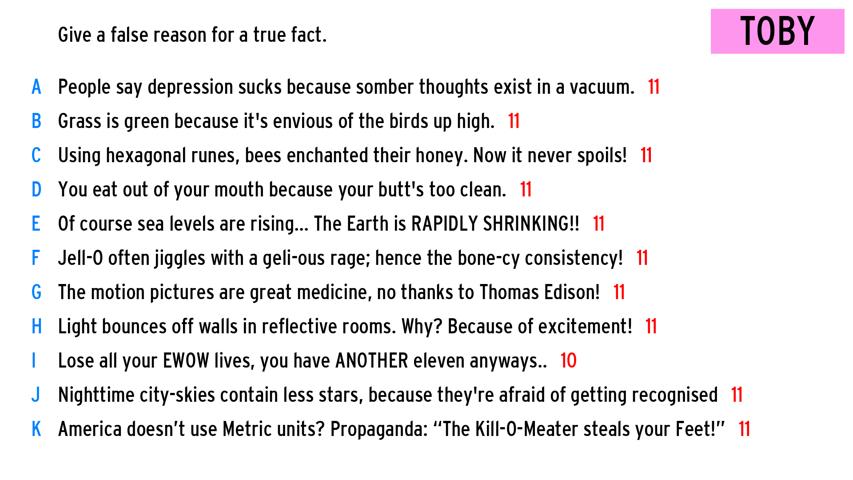 Give a false reason for a true fact.
TOBY
A People say depression sucks because somber thoughts exist in a vacuum. 11
B Grass is green because it's envious of the birds up high. 11
C Using hexagonal runes, bees enchanted their honey. Now it never spoils! 11
D You eat out of your mouth because your butt's too clean. 11
E Of course sea levels are rising... The Earth is RAPIDLY SHRINKING!! 11
F Jell-O often jiggles with a geli-ous rage; hence the bone-cy consistency! 11
G The motion pictures are great medicine, no thanks to Thomas Edison! 11
H Light bounces off walls in reflective rooms. Why? Because of excitement! 11
I Lose all your EWOW lives, you have ANOTHER eleven anyways.. 10
J Nighttime city-skies contain less stars, because they're afraid of getting recognised 11
K America doesn’t use Metric units? Propaganda: “The Kill-O-Meater steals your Feet!” 11